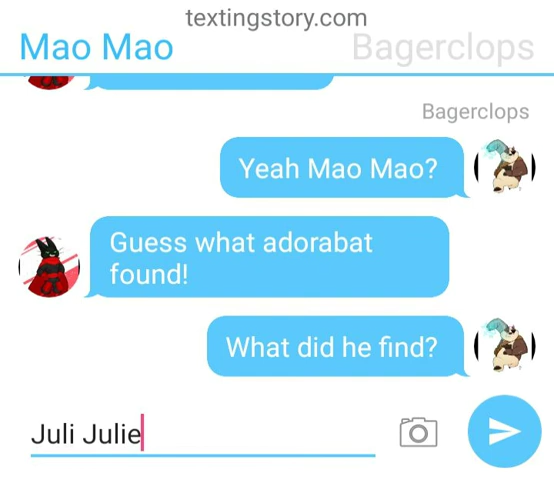 textingstory.com
Mao Mao
Bagerclops
Bagerclops
Yeah Mao Mao?
Guess what adorabat
found!
What did he find?
Juli Julie